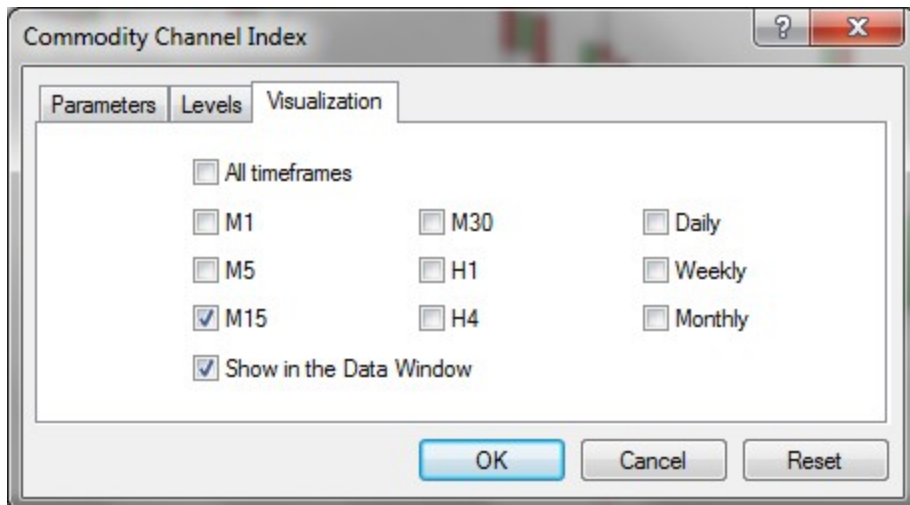 Commodity Channel Index
?
X
Parameters Levels Visualization
All timeframes
M1 M30 Daily
M5 H1 Weekly
M15 H4 Monthly
Show in the Data Window
OK Cancel Reset